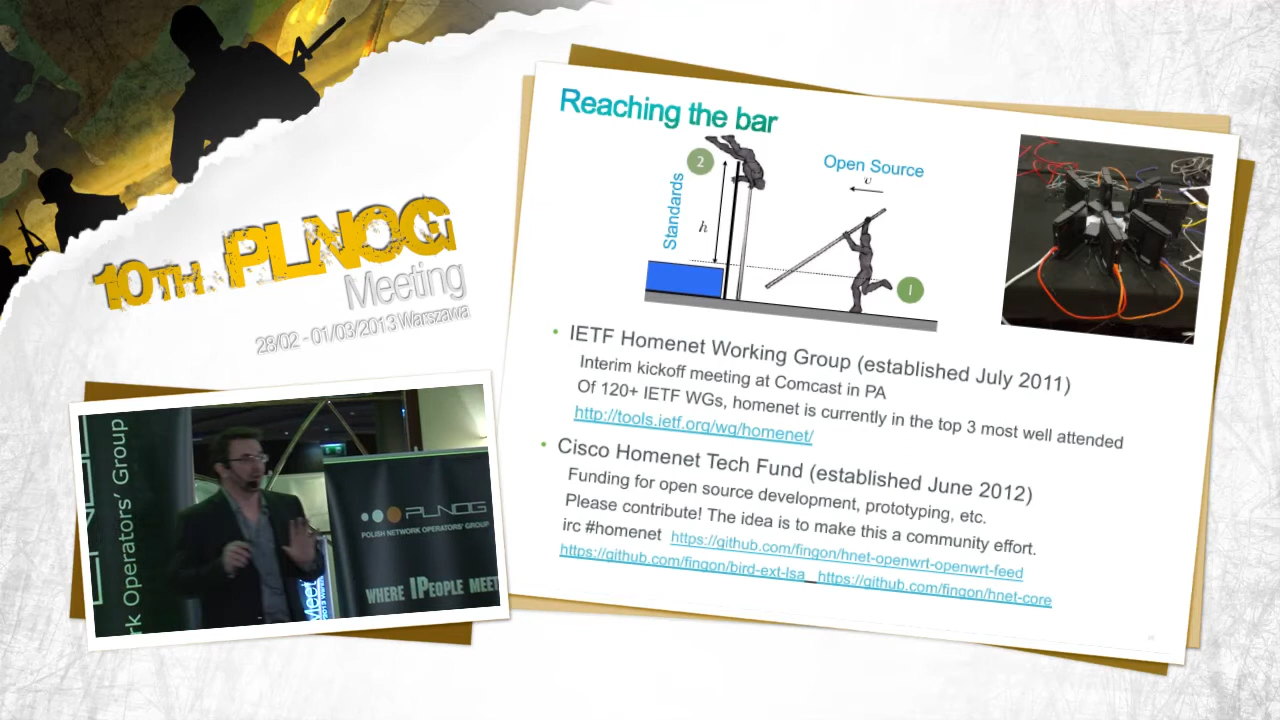 10TH PLNOG
Meeting
28/02 - 01/03/2013 Warszawa
rk Operators' Group
PLNOG
POLISH NETWORK OPERATORS' GROUP
WHERE IPEOPLE MEET
Meet
Reaching the bar
2
Standards
h
Open Source
v
1
• IETF Homenet Working Group (established July 2011)
Interim kickoff meeting at Comcast in PA
Of 120+ IETF WGs, homenet is currently in the top 3 most well attended
http://tools.ietf.org/wg/homenet/
• Cisco Homenet Tech Fund (established June 2012)
Funding for open source development, prototyping, etc.
Please contribute! The idea is to make this a community effort.
irc #homenet https://github.com/fingon/hnet-openwrt-openwrt-feed
https://github.com/fingon/bird-ext-lsa https://github.com/fingon/hnet-core